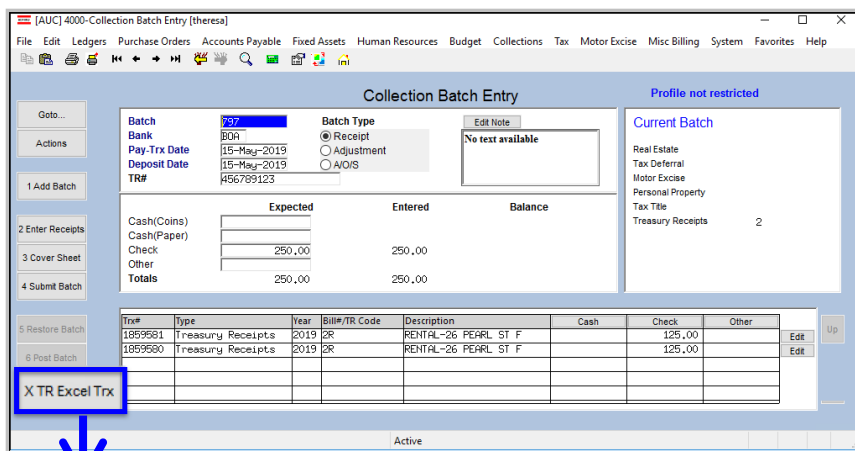 [AUC] 4000-Collection Batch Entry [theresa]
File Edit Ledgers Purchase Orders Accounts Payable Fixed Assets Human Resources Budget Collections Tax Motor Excise Misc Billing System Favorites Help
Collection Batch Entry
Profile not restricted
Goto...
Actions
1 Add Batch
2 Enter Receipts
3 Cover Sheet
4 Submit Batch
5 Restore Batch
6 Post Batch
X TR Excel Trx
Batch 797 Batch Type Edit Note
Bank BOA Receipt No text available
Pay-Trx Date 15-May-2019 Adjustment
Deposit Date 15-May-2019 A/O/S
TR# 456789123
Current Batch
Real Estate
Tax Deferral
Motor Excise
Personal Property
Tax Title
Treasury Receipts 2
Expected Entered Balance
Cash(Coins)
Cash(Paper)
Check 250.00 250.00
Other
Totals 250.00 250.00
Trx# Type Year Bill#/TR Code Description Cash Check Other
1859581 Treasury Receipts 2019 2R RENTAL-26 PEARL ST F 125.00 Edit
1859580 Treasury Receipts 2019 2R RENTAL-26 PEARL ST F 125.00 Edit
Up
Active